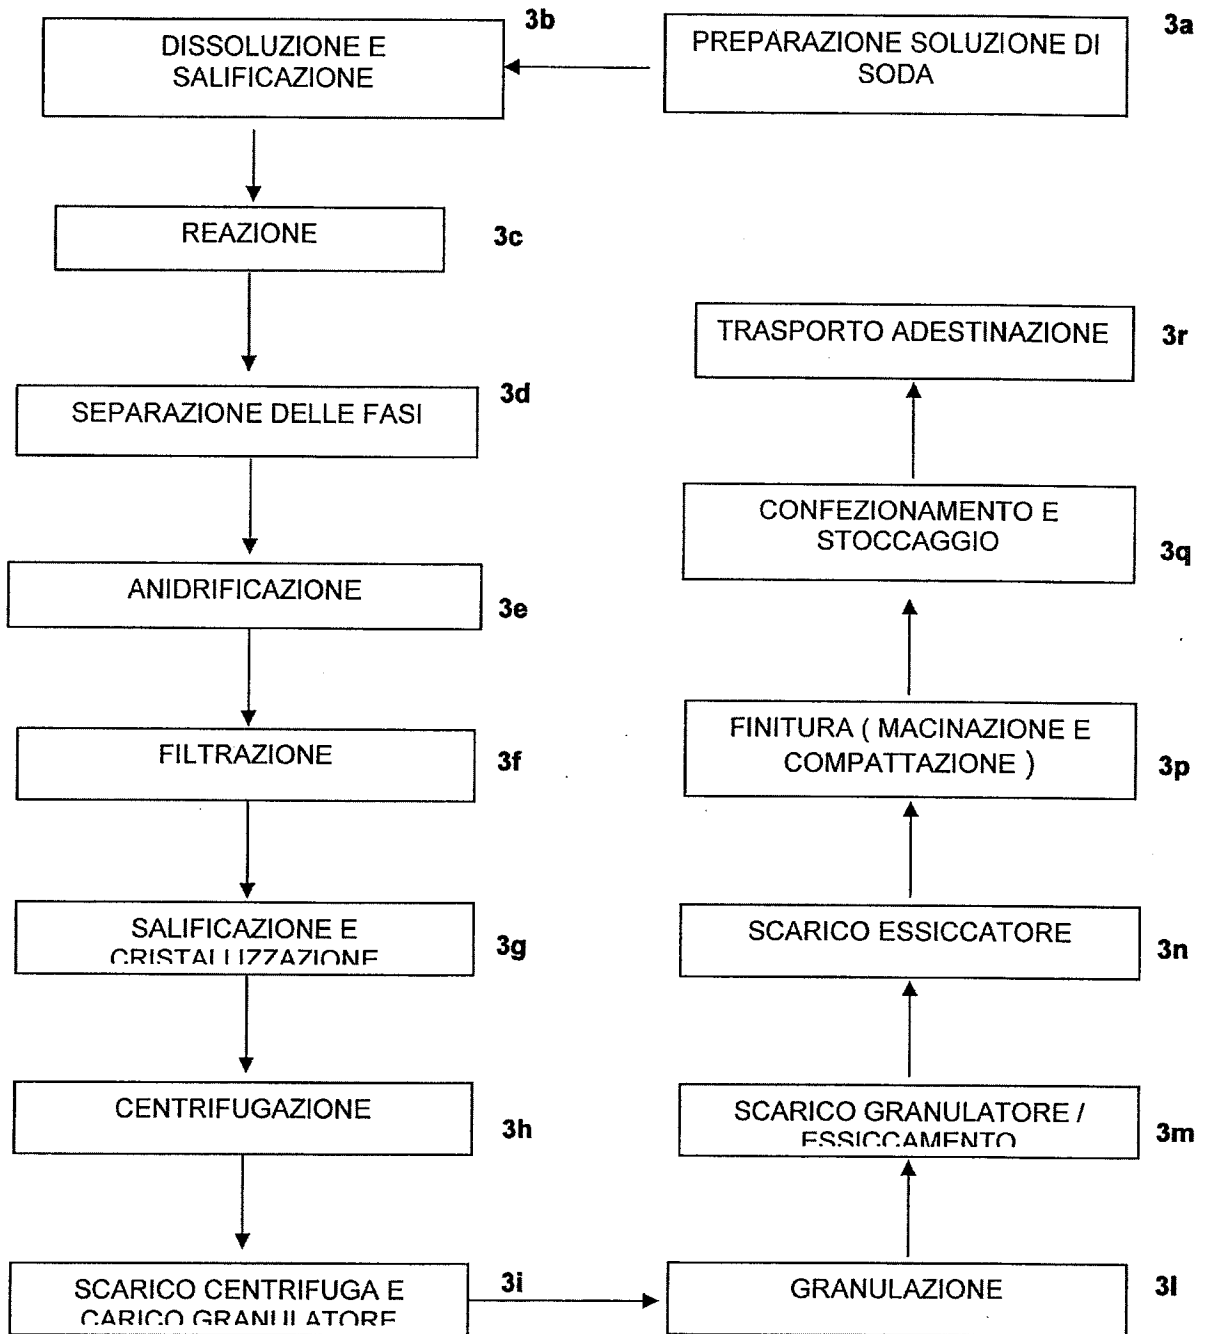 3b
DISSOLUZIONE E
SALIFICAZIONE
3a
PREPARAZIONE SOLUZIONE DI
SODA
REAZIONE
3c
SEPARAZIONE DELLE FASI
3d
ANIDRIFICAZIONE
3e
FILTRAZIONE
3f
SALIFICAZIONE E
CRISTALLIZZAZIONE
3g
CENTRIFUGAZIONE
3h
SCARICO CENTRIFUGA E
CARICO GRANULATORE
3i
GRANULAZIONE
3l
SCARICO GRANULATORE /
ESSICCAMENTO
3m
SCARICO ESSICCATORE
3n
FINITURA ( MACINAZIONE E
COMPATTAZIONE )
3p
CONFEZIONAMENTO E
STOCCAGGIO
3q
TRASPORTO ADESTINAZIONE
3r